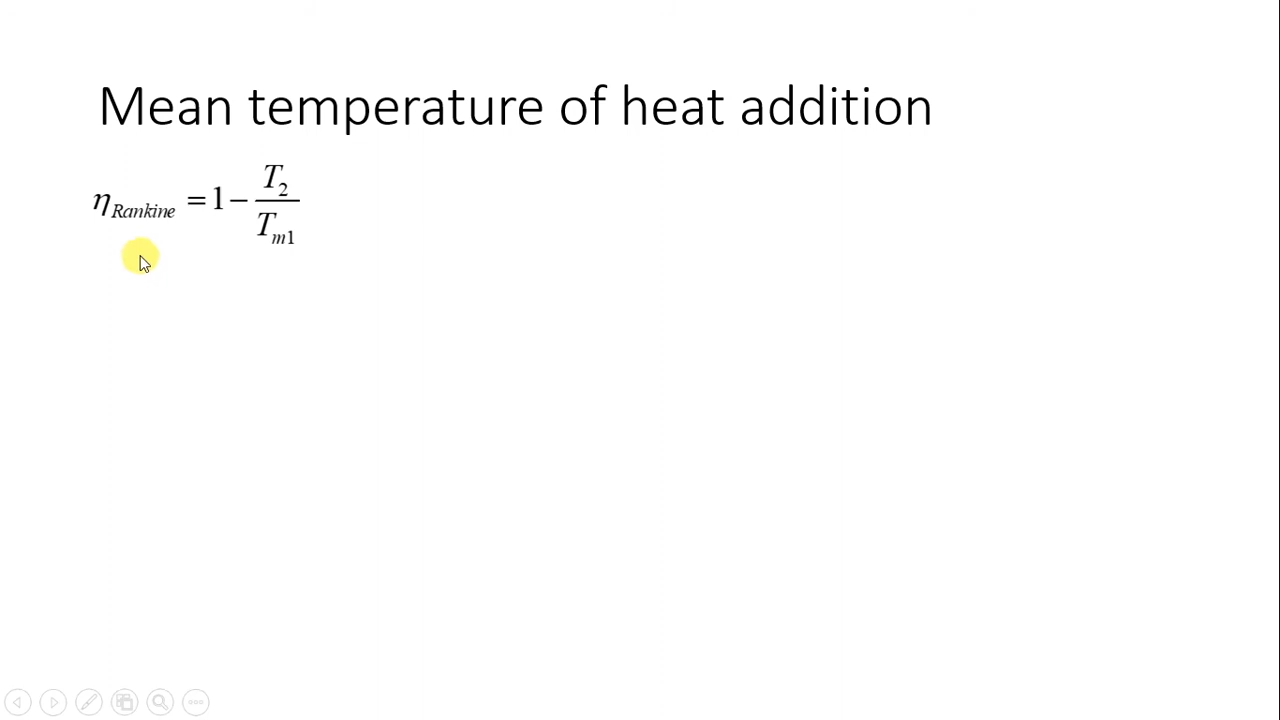 Mean temperature of heat addition
η_Rankine = 1 − T_2 / T_m1